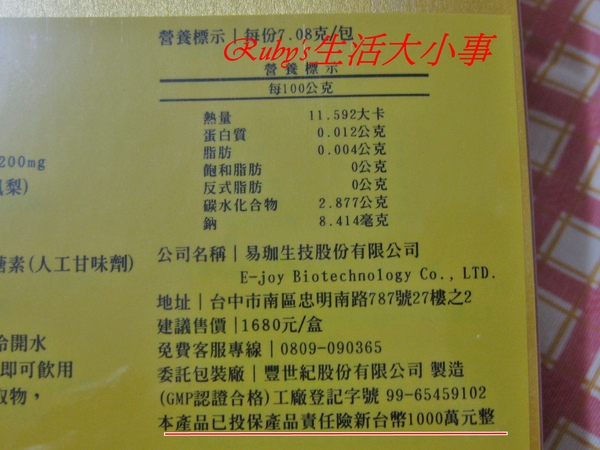 營養標示|每份7.08克/包
Ruby's生活大小事
營養標示
每100公克
熱量 11.592大卡
蛋白質 0.012公克
脂肪 0.004公克
飽和脂肪 0公克
反式脂肪 0公克
碳水化合物 2.877公克
鈉 8.414毫克
200mg
梨)
糖素(人工甘味劑)
冷開水
即可飲用
取物,
公司名稱|易珈生技股份有限公司
E-joy Biotechnology Co., LTD.
地址|台中市南區忠明南路787號27樓之2
建議售價|1680元/盒
免費客服專線|0809-090365
委託包裝廠|豐世紀股份有限公司 製造
(GMP認證合格)工廠登記字號 99-65459102
本產品已投保產品責任險新台幣1000萬元整